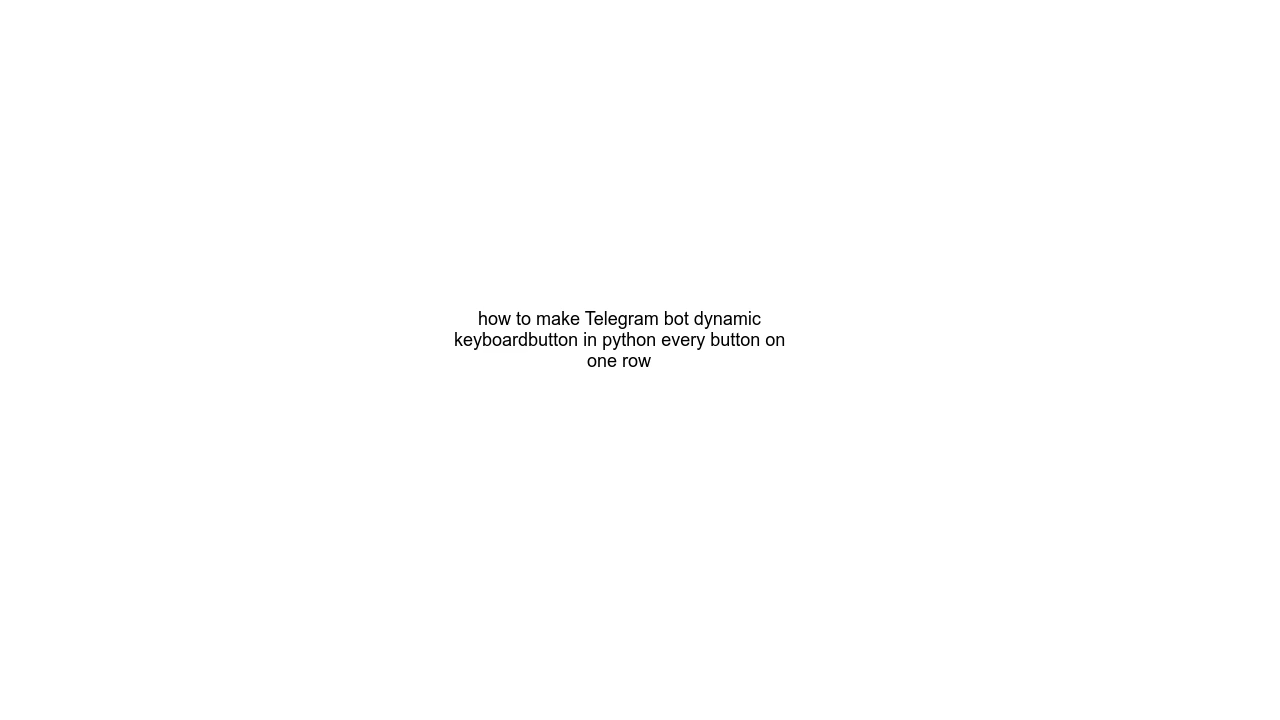 how to make Telegram bot dynamic
keyboardbutton in python every button on
one row